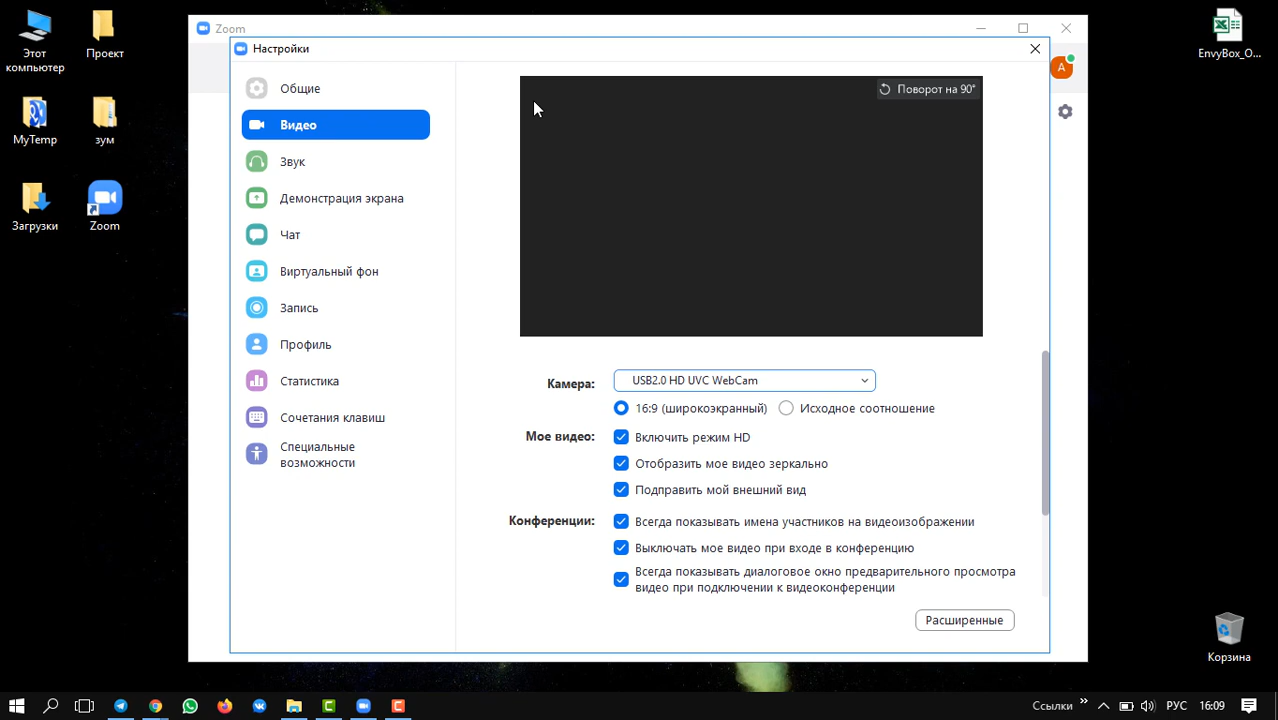 Этот
компьютер
Проект
MyTemp
зум
Загрузки
Zoom
Zoom
Настройки
Общие
Видео
Звук
Демонстрация экрана
Чат
Виртуальный фон
Запись
Профиль
Статистика
Сочетания клавиш
Специальные
возможности
Поворот на 90°
Камера:
USB2.0 HD UVC WebCam
16:9 (широкоэкранный)
Исходное соотношение
Мое видео:
Включить режим HD
Отобразить мое видео зеркально
Подправить мой внешний вид
Конференции:
Всегда показывать имена участников на видеоизображении
Выключать мое видео при входе в конференцию
Всегда показывать диалоговое окно предварительного просмотра
видео при подключении к видеоконференции
Расширенные
A
EnvyBox_O...
Корзина
Ссылки
РУС
16:09